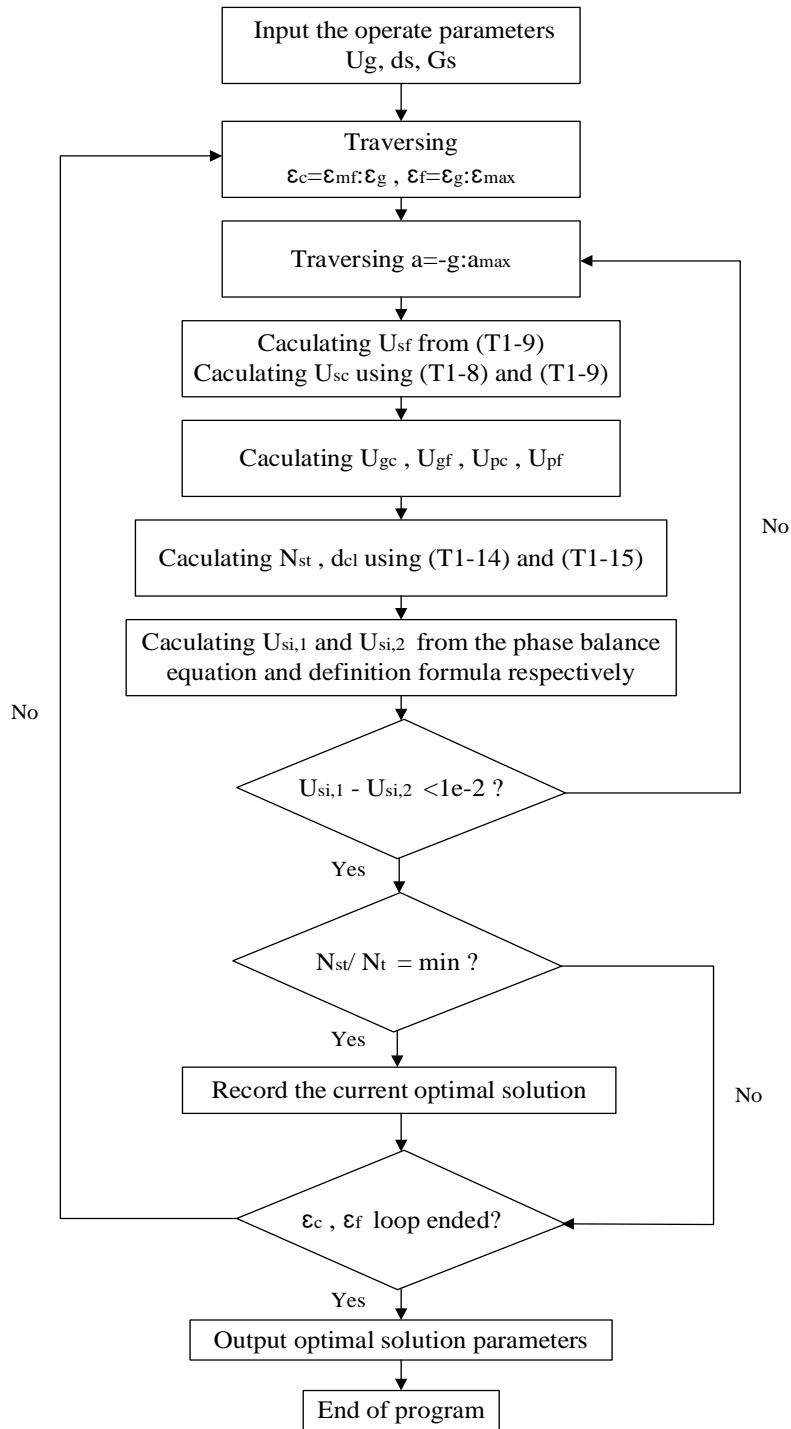 Input the operate parameters
Ug, ds, Gs
Traversing
εc=εmf:εg , εf=εg:εmax
Traversing a=-g:amax
Caculating Usf from (T1-9)
Caculating Usc using (T1-8) and (T1-9)
Caculating Ugc , Ugf , Upc , Upf
No
Caculating Nst , dcl using (T1-14) and (T1-15)
Caculating Usi,1 and Usi,2 from the phase balance
equation and definition formula respectively
No
Usi,1 - Usi,2 <1e-2 ?
Yes
Nst/ Nt = min ?
Yes
Record the current optimal solution
No
εc , εf loop ended?
Yes
Output optimal solution parameters
End of program